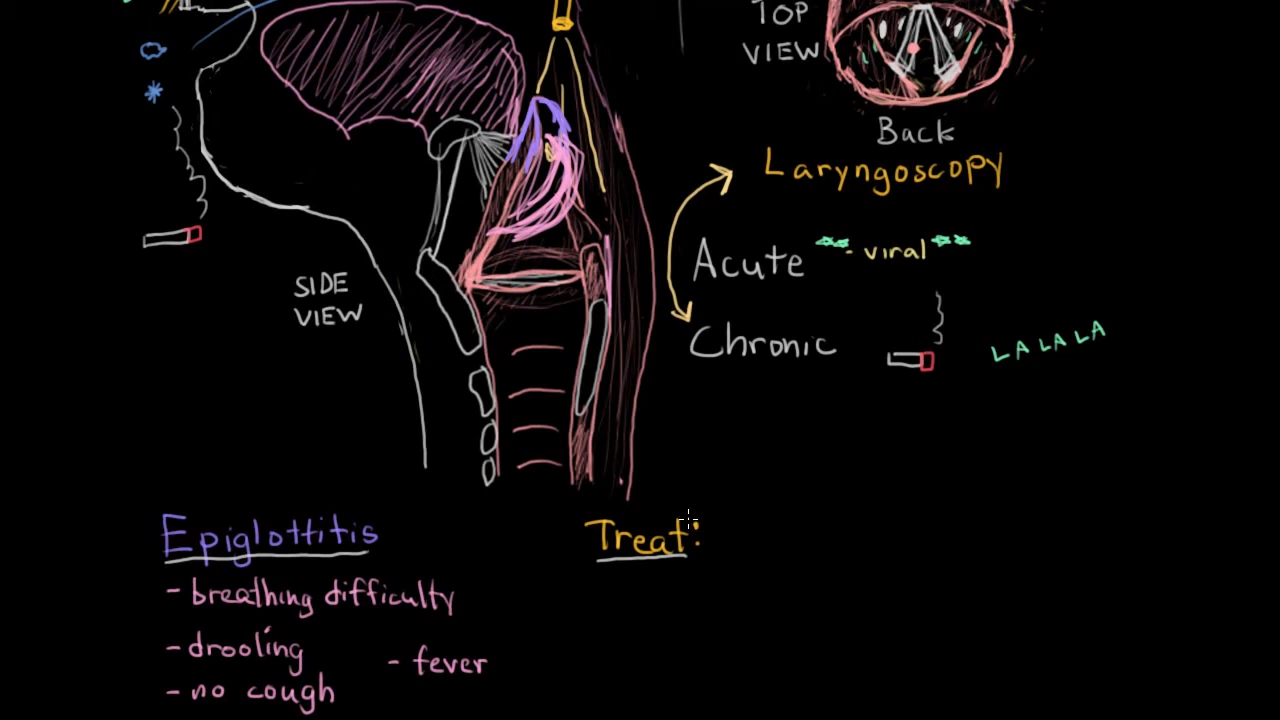 TOP
VIEW
Back
Laryngoscopy
Acute - viral
Chronic
LA LA LA
SIDE
VIEW
Epiglottitis
- breathing difficulty
- drooling
- fever
- no cough
Treat: